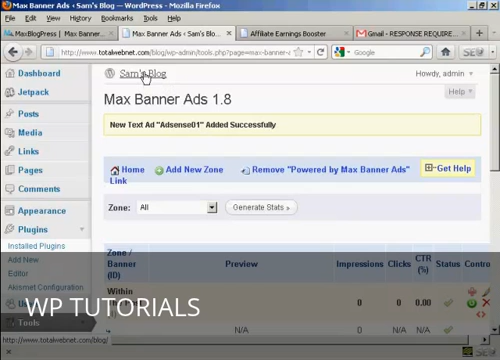 Max Banner Ads ‹ Sam's Blog — WordPress - Mozilla Firefox
File Edit View History Bookmarks Tools Help
MaxBlogPress | Max Banner...
Max Banner Ads ‹ Sam's Blo...
Affiliate Earnings Booster
Gmail - RESPONSE REQUIRE...
http://www.totalwebnet.com/blog/wp-admin/tools.php?page=max-banner-
Google
Dashboard
Jetpack
Posts
Media
Links
Pages
Comments
Appearance
Plugins
Installed Plugins
Add New
Editor
Akismet Configuration
Tools
Sam's Blog
Howdy, admin
Help
Max Banner Ads 1.8
New Text Ad "Adsense01" Added Successfully
Home Add New Zone Remove "Powered by Max Banner Ads" Link
Get Help
Zone: All Generate Stats »
Zone / Banner (ID) Preview Impressions Clicks CTR (%) Status Contro
Within
0 0 0.00
N/A N/A N/A
WP TUTORIALS
http://www.totalwebnet.com/blog/